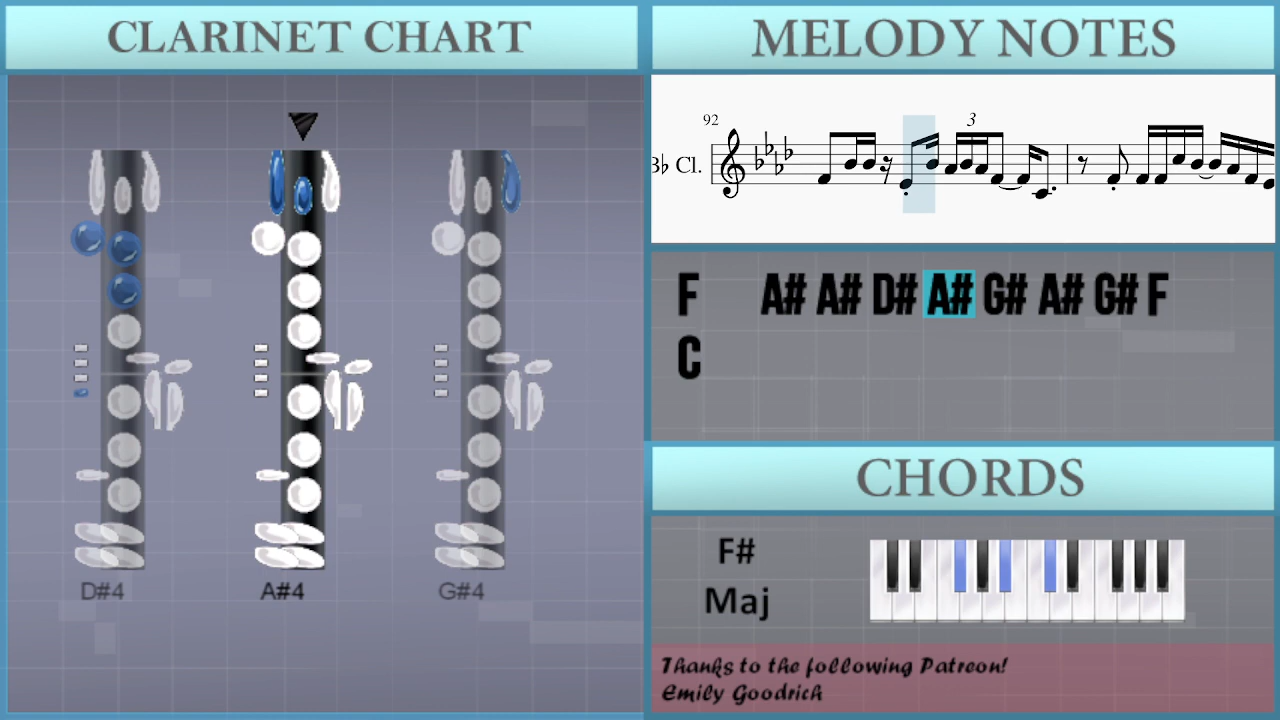 CLARINET CHART
D#4 A#4 G#4
MELODY NOTES
92
3
B♭ Cl.
F A# A# D# A# G# A# G# F
C
CHORDS
F#
Maj
Thanks to the following Patreon!
Emily Goodrich